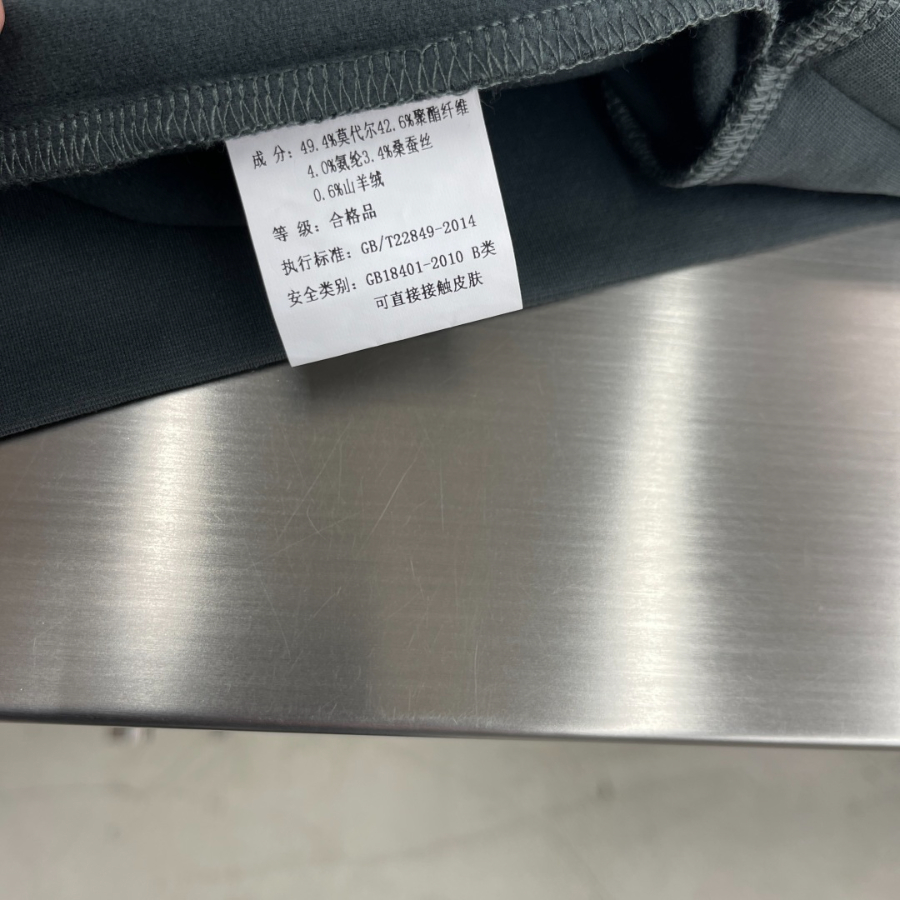 成 分：49.4%莫代尔42.6%聚酯纤维
4.0%氨纶3.4%桑蚕丝
0.6%山羊绒
等 级：合格品
执行标准：GB/T22849-2014
安全类别：GB18401-2010 B类
可直接接触皮肤